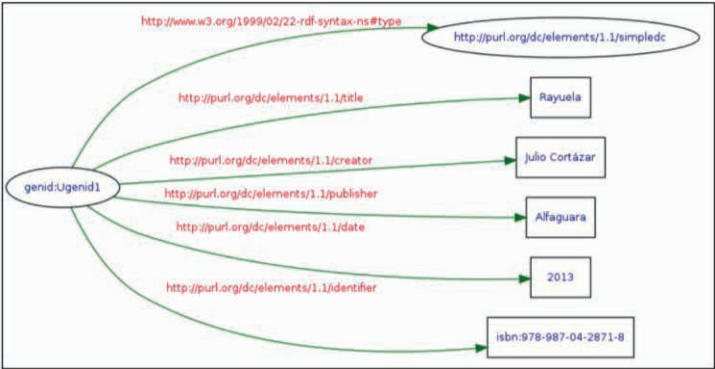 http://www.w3.org/1999/02/22-rdf-syntax-ns#type
http://purl.org/dc/elements/1.1/simpledc
http://purl.org/dc/elements/1.1/title
Rayuela
http://purl.org/dc/elements/1.1/creator
Julio Cortázar
genid:Ugenid1
http://purl.org/dc/elements/1.1/publisher
Alfaguara
http://purl.org/dc/elements/1.1/date
2013
http://purl.org/dc/elements/1.1/identifier
isbn:978-987-04-2871-8